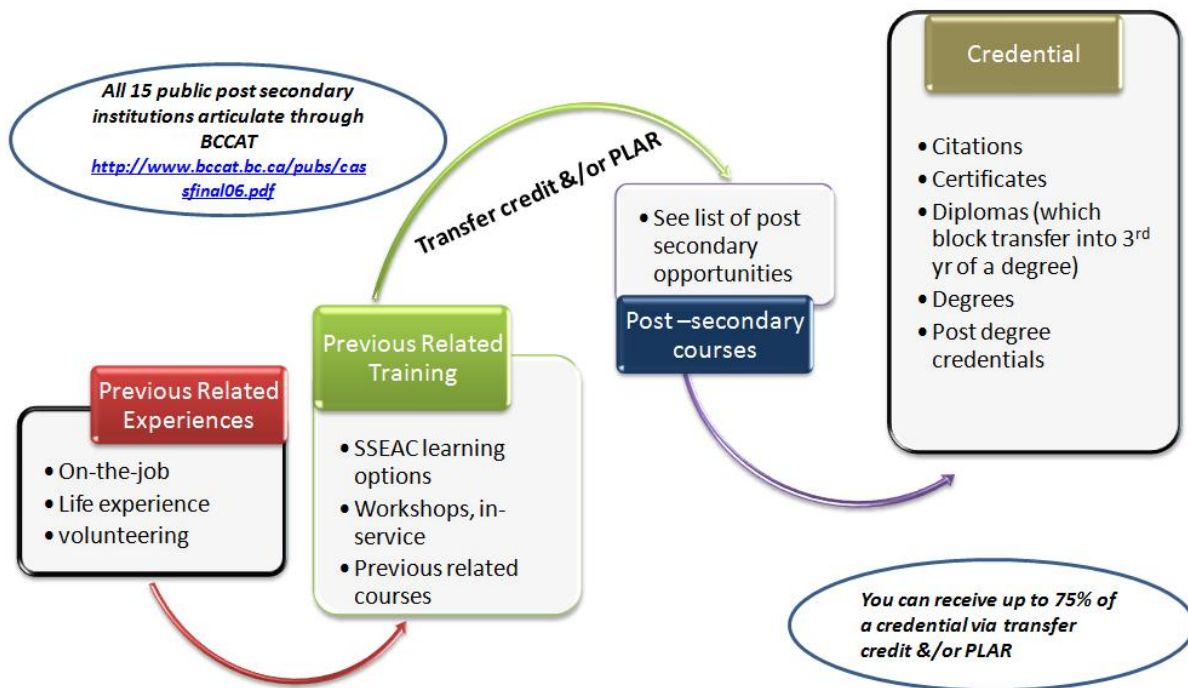 All 15 public post secondary
institutions articulate through
BCCAT
http://www.bccat.bc.ca/pubs/cas
sfinal06.pdf
Transfer credit &/or PLAR
Previous Related
Experiences
• On-the-job
• Life experience
• volunteering
Previous Related
Training
• SSEAC learning
options
• Workshops, in-
service
• Previous related
courses
• See list of post
secondary
opportunities
Post –secondary
courses
Credential
• Citations
• Certificates
• Diplomas (which
block transfer into 3rd
yr of a degree)
• Degrees
• Post degree
credentials
You can receive up to 75% of
a credential via transfer
credit &/or PLAR